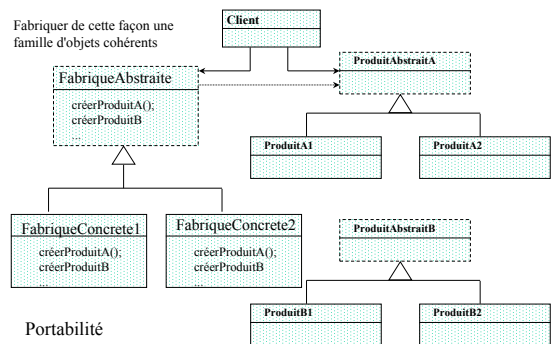 Fabriquer de cette façon une
famille d'objets cohérents
Client
FabriqueAbstraite
créerProduitA();
créerProduitB
...
ProduitAbstraitA
ProduitA1
ProduitA2
FabriqueConcrete1
créerProduitA();
créerProduitB
...
FabriqueConcrete2
créerProduitA();
créerProduitB
...
ProduitAbstraitB
ProduitB1
ProduitB2
Portabilité